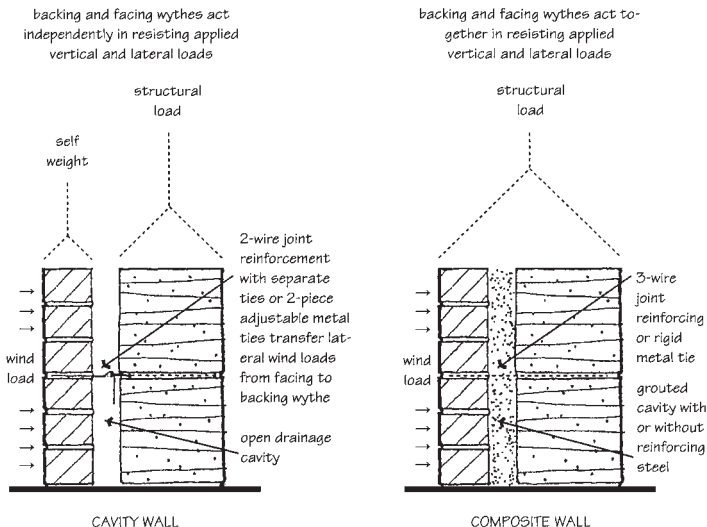 backing and facing wythes act
independently in resisting applied
vertical and lateral loads
structural
load
self
weight
2-wire joint
reinforcement
with separate
ties or 2-piece
adjustable metal
ties transfer lat-
eral wind loads
from facing to
backing wythe
wind
load
open drainage
cavity
CAVITY WALL
backing and facing wythes act to-
gether in resisting applied
vertical and lateral loads
structural
load
3-wire
joint
reinforcing
or rigid
metal tie
wind
load
grouted
cavity with
or without
reinforcing
steel
COMPOSITE WALL